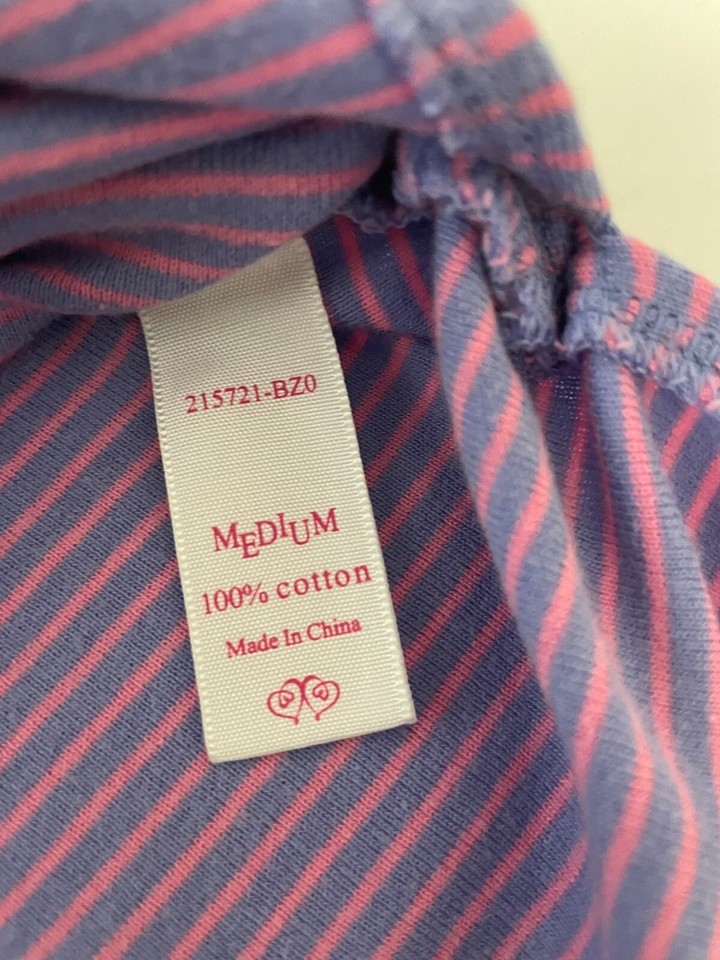 215721-BZ0
MEDIUM
100% cotton
Made In China